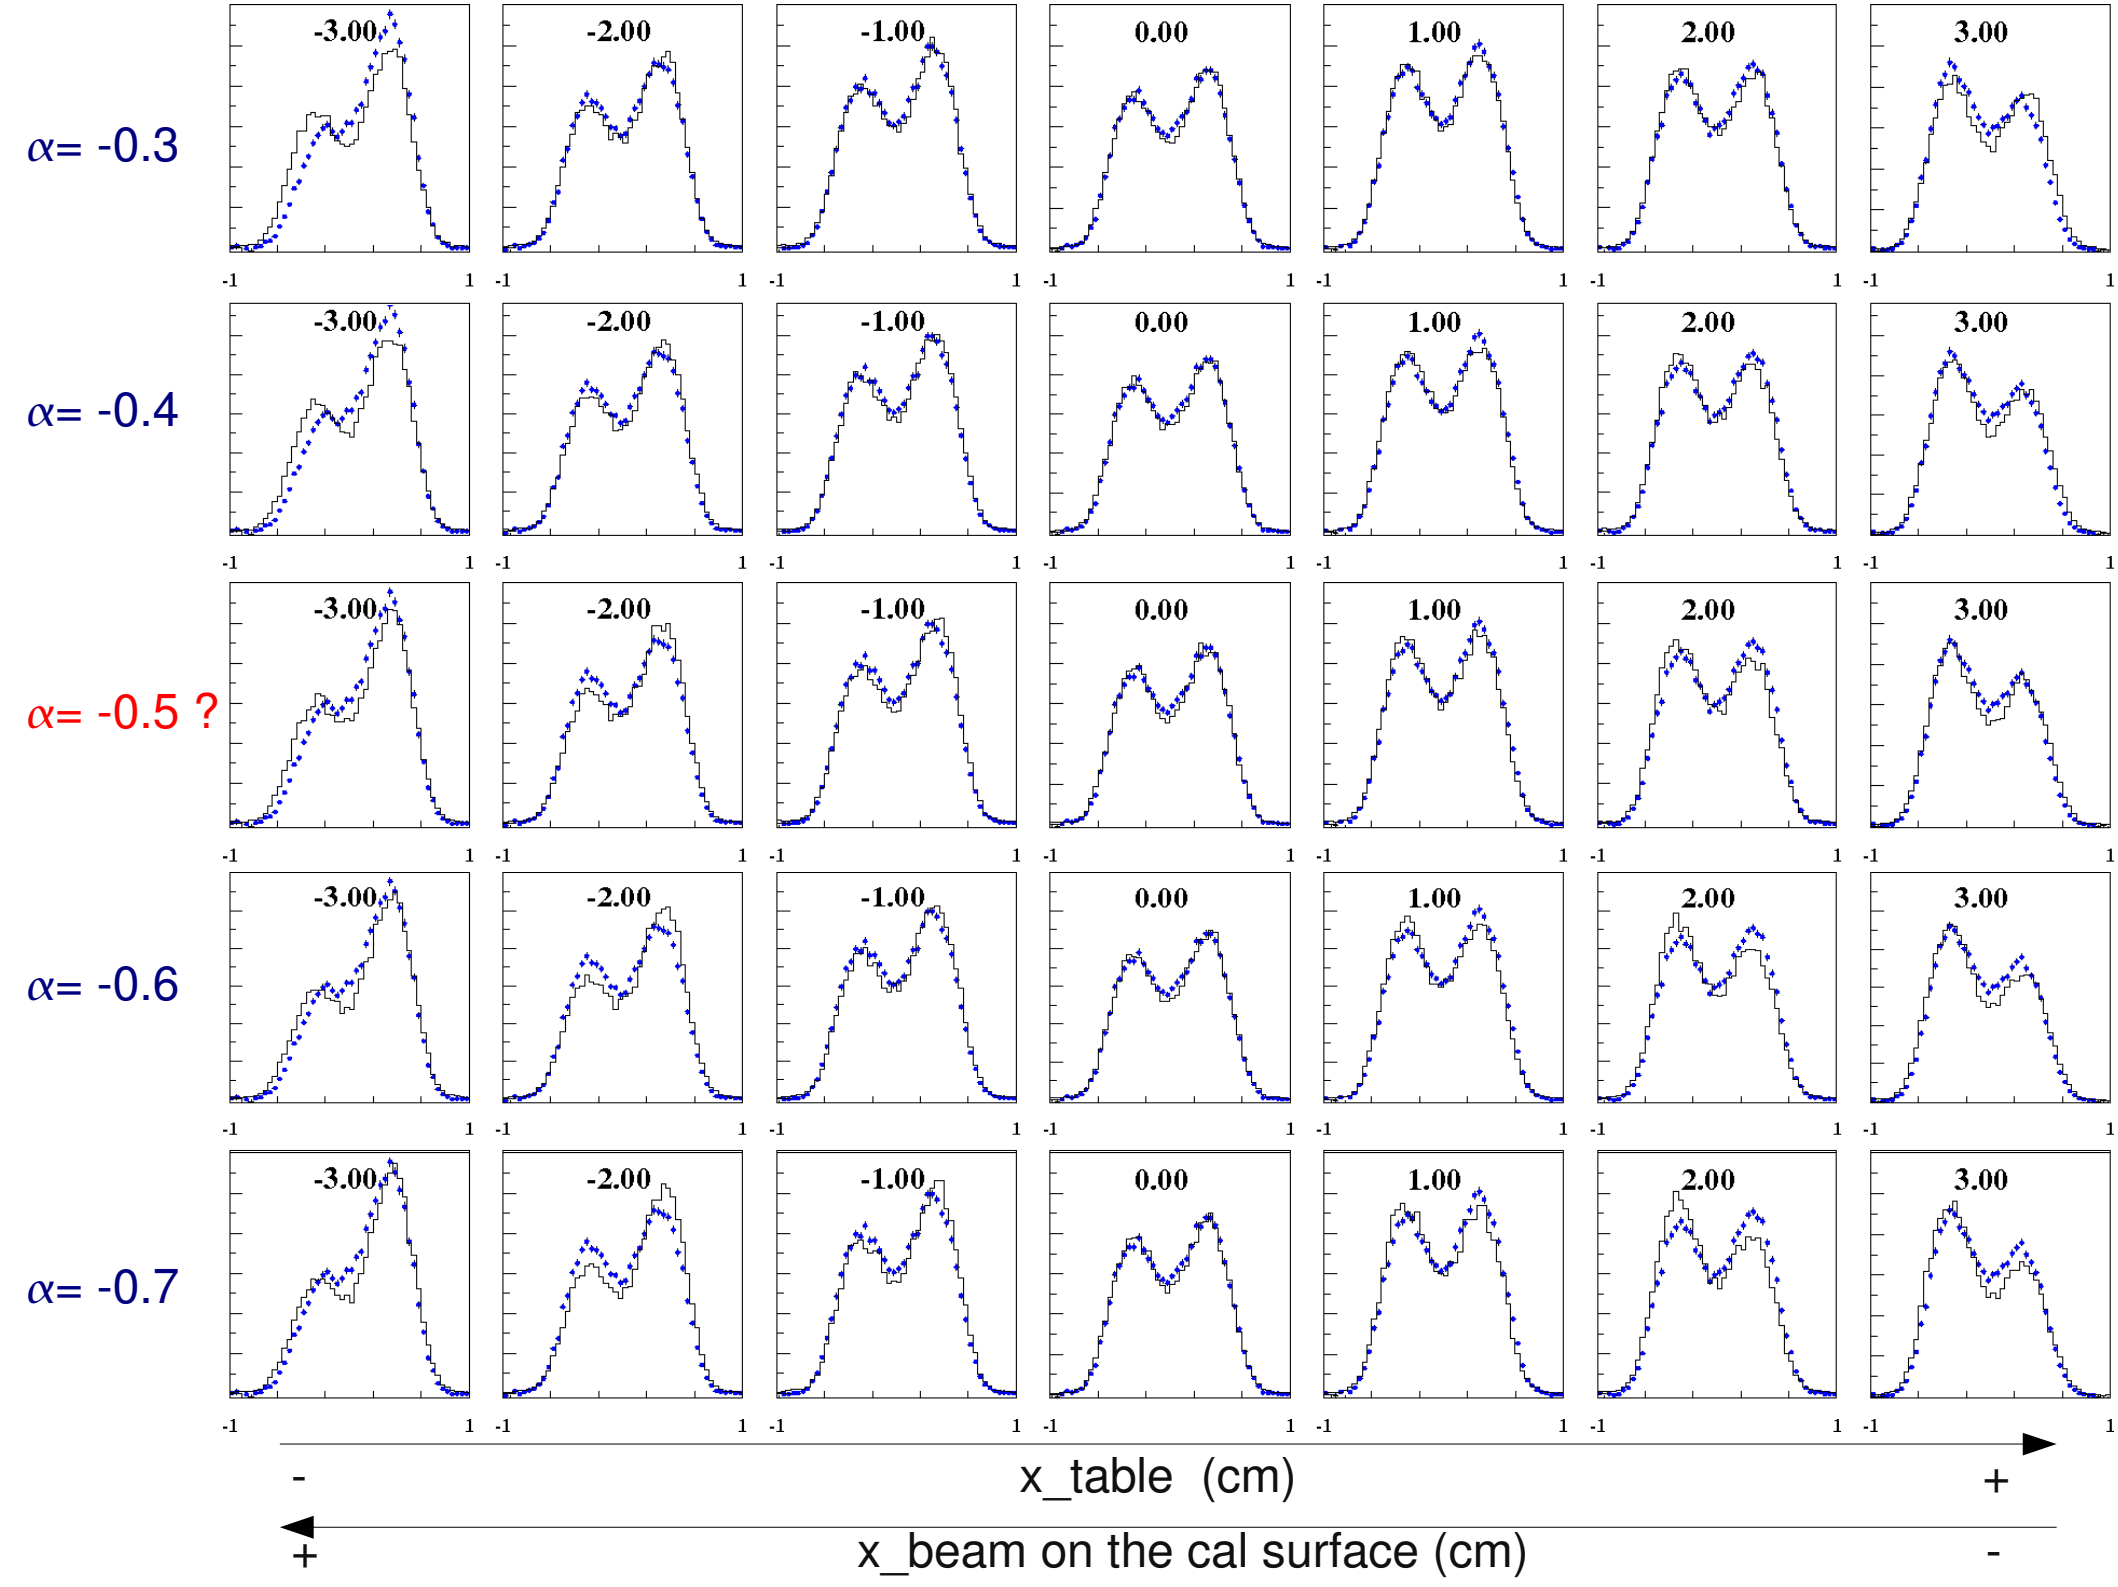 -3.00 -2.00 -1.00 0.00 1.00 2.00 3.00
α= -0.3
-1 1 -1 1 -1 1 -1 1 -1 1 -1 1 -1 1
-3.00 -2.00 -1.00 0.00 1.00 2.00 3.00
α= -0.4
-1 1 -1 1 -1 1 -1 1 -1 1 -1 1 -1 1
-3.00 -2.00 -1.00 0.00 1.00 2.00 3.00
α= -0.5 ?
-1 1 -1 1 -1 1 -1 1 -1 1 -1 1 -1 1
-3.00 -2.00 -1.00 0.00 1.00 2.00 3.00
α= -0.6
-1 1 -1 1 -1 1 -1 1 -1 1 -1 1 -1 1
-3.00 -2.00 -1.00 0.00 1.00 2.00 3.00
α= -0.7
-1 1 -1 1 -1 1 -1 1 -1 1 -1 1 -1 1
- x_table (cm) +
+ x_beam on the cal surface (cm) -